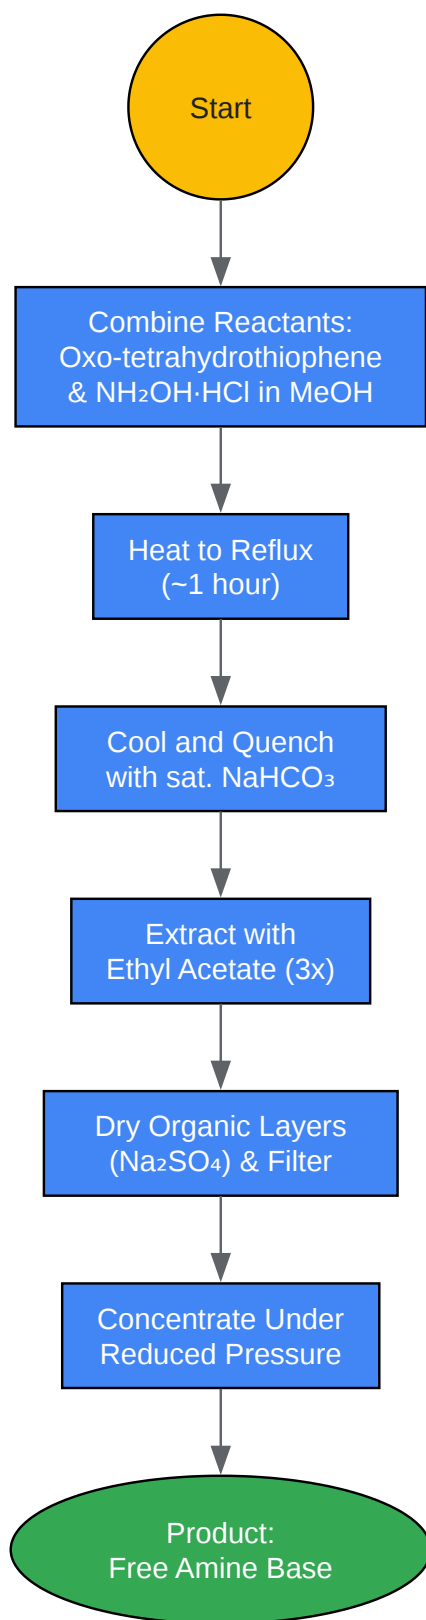 Start
Combine Reactants:
Oxo-tetrahydrothiophene
& NH₂OH·HCl in MeOH
Heat to Reflux
(~1 hour)
Cool and Quench
with sat. NaHCO₃
Extract with
Ethyl Acetate (3x)
Dry Organic Layers
(Na₂SO₄) & Filter
Concentrate Under
Reduced Pressure
Product:
Free Amine Base